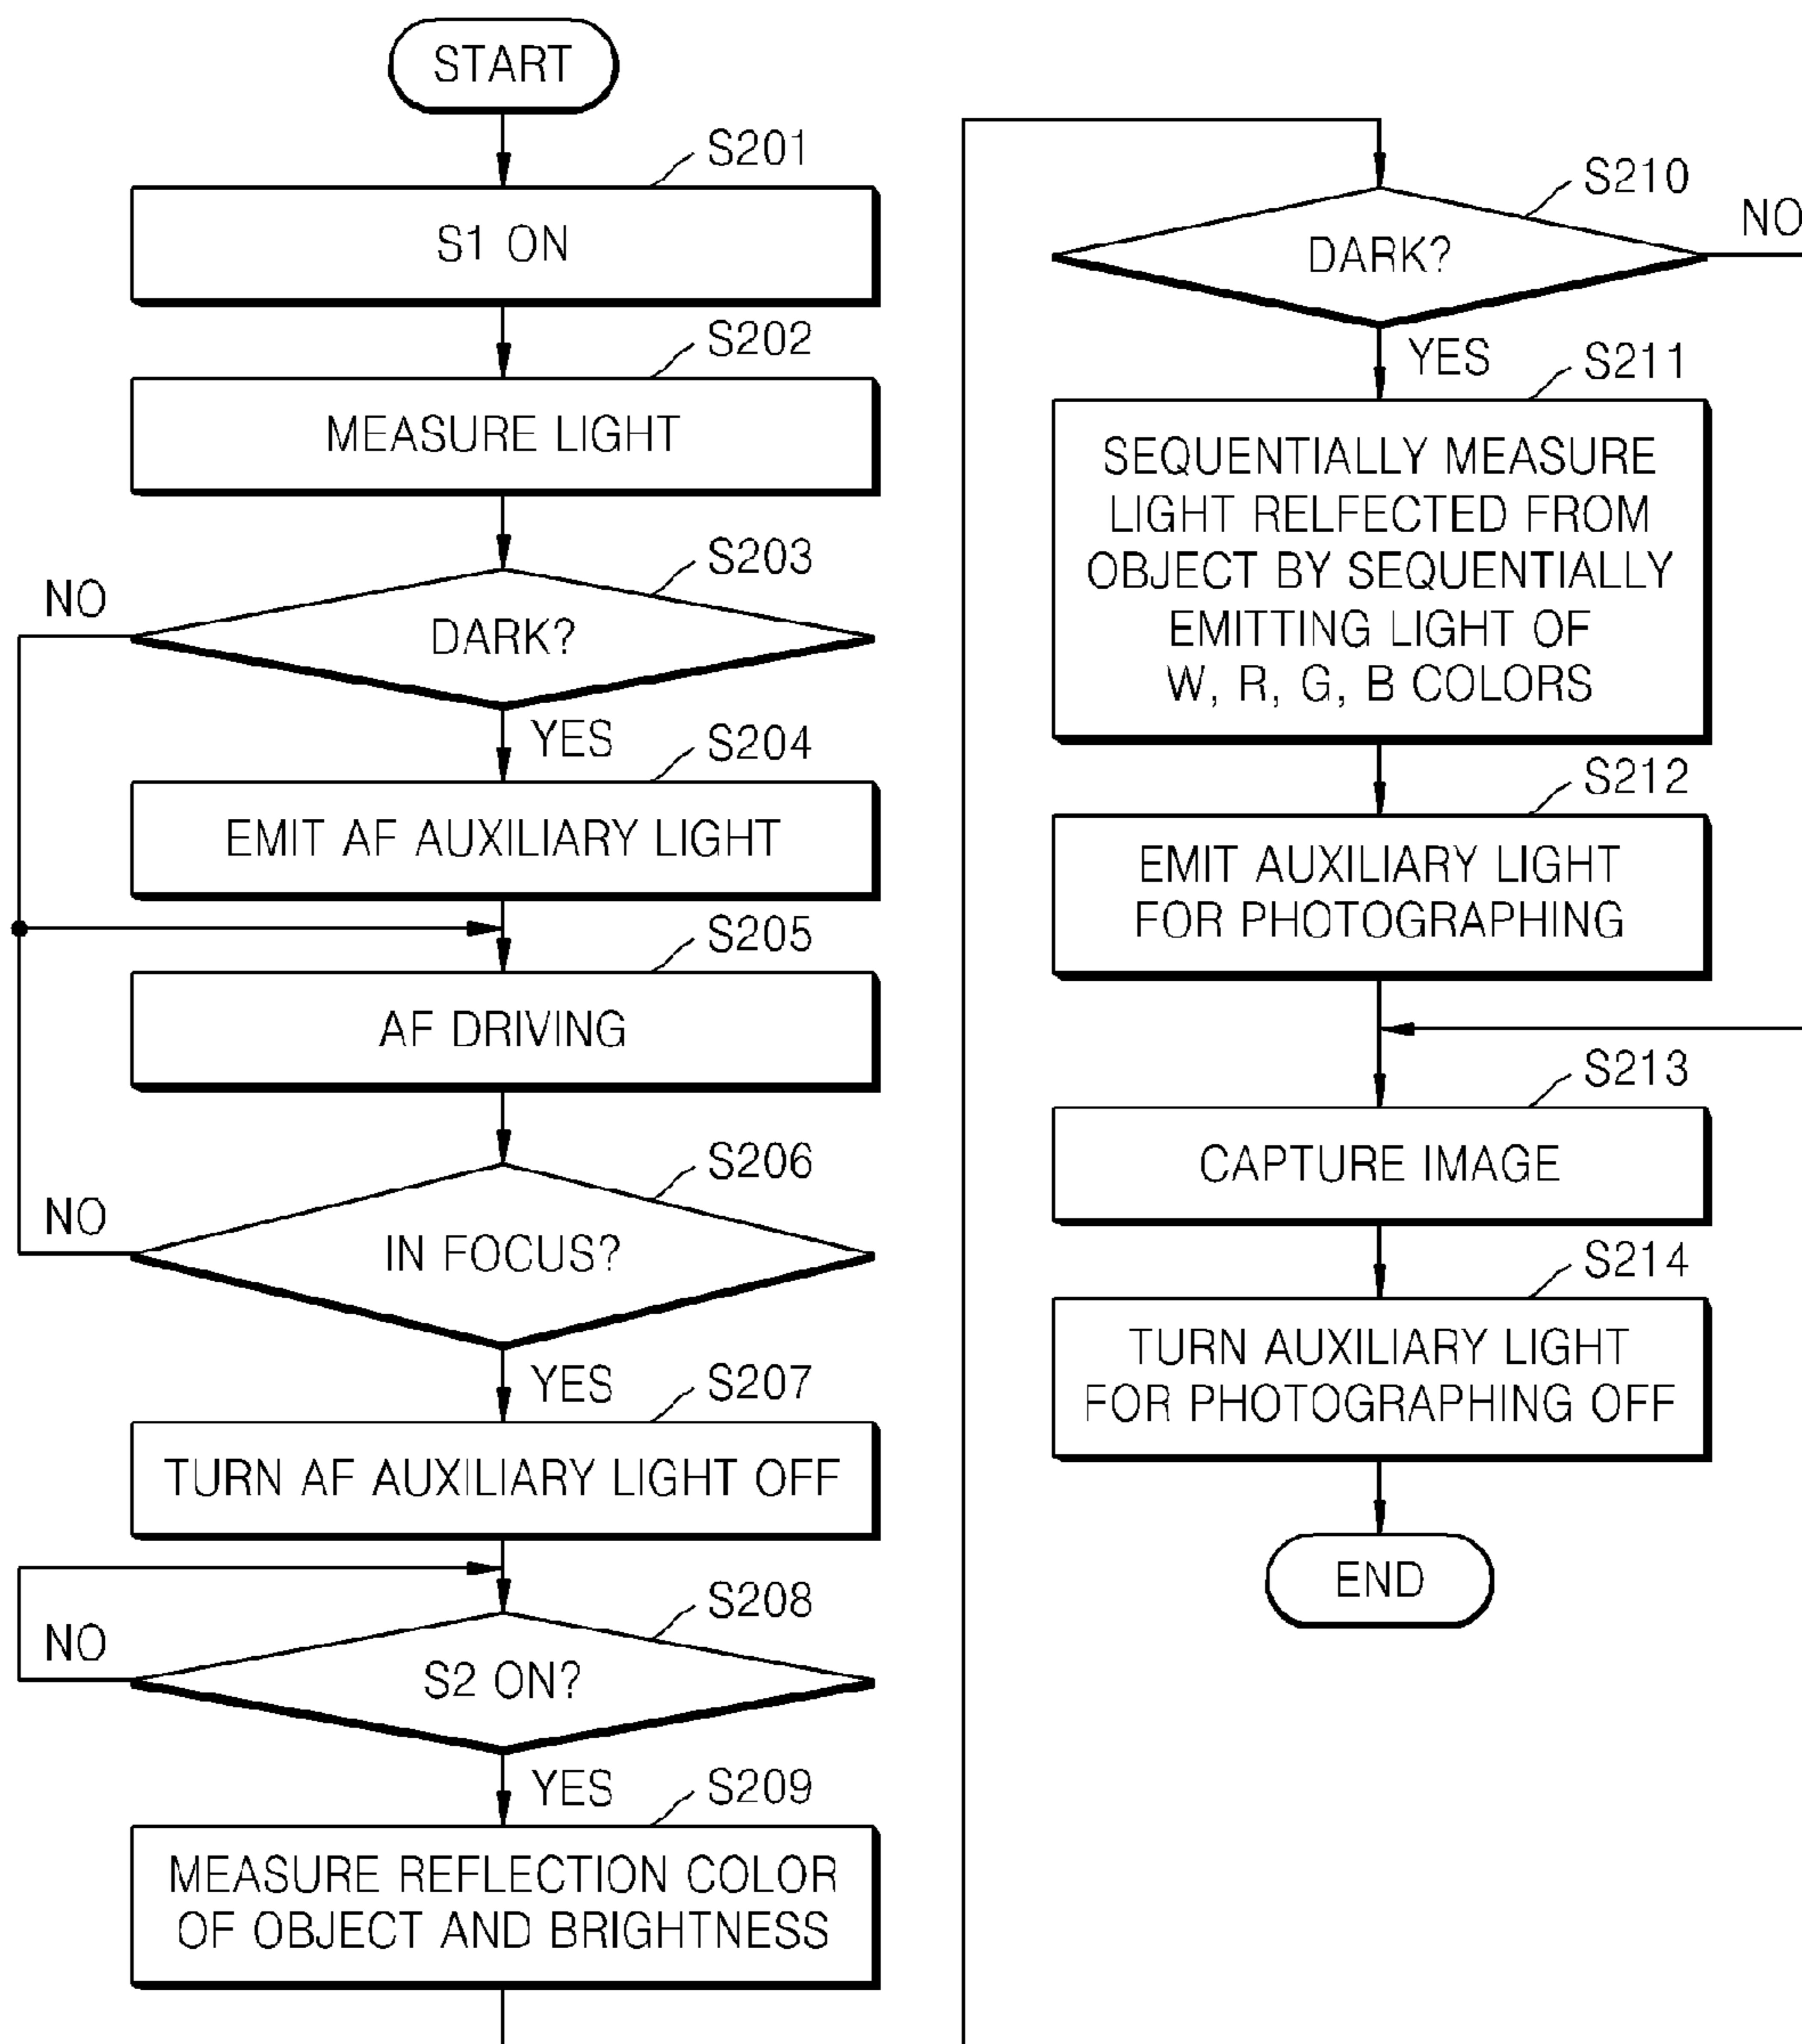 START
S201
S1 ON
S202
MEASURE LIGHT
S203
NO
DARK?
YES
S204
EMIT AF AUXILIARY LIGHT
S205
AF DRIVING
S206
NO
IN FOCUS?
YES
S207
TURN AF AUXILIARY LIGHT OFF
S208
NO
S2 ON?
YES
S209
MEASURE REFLECTION COLOR
OF OBJECT AND BRIGHTNESS
S210
NO
DARK?
YES
S211
SEQUENTIALLY MEASURE
LIGHT RELFECTED FROM
OBJECT BY SEQUENTIALLY
EMITTING LIGHT OF
W, R, G, B COLORS
S212
EMIT AUXILIARY LIGHT
FOR PHOTOGRAPHING
S213
CAPTURE IMAGE
S214
TURN AUXILIARY LIGHT
FOR PHOTOGRAPHING OFF
END